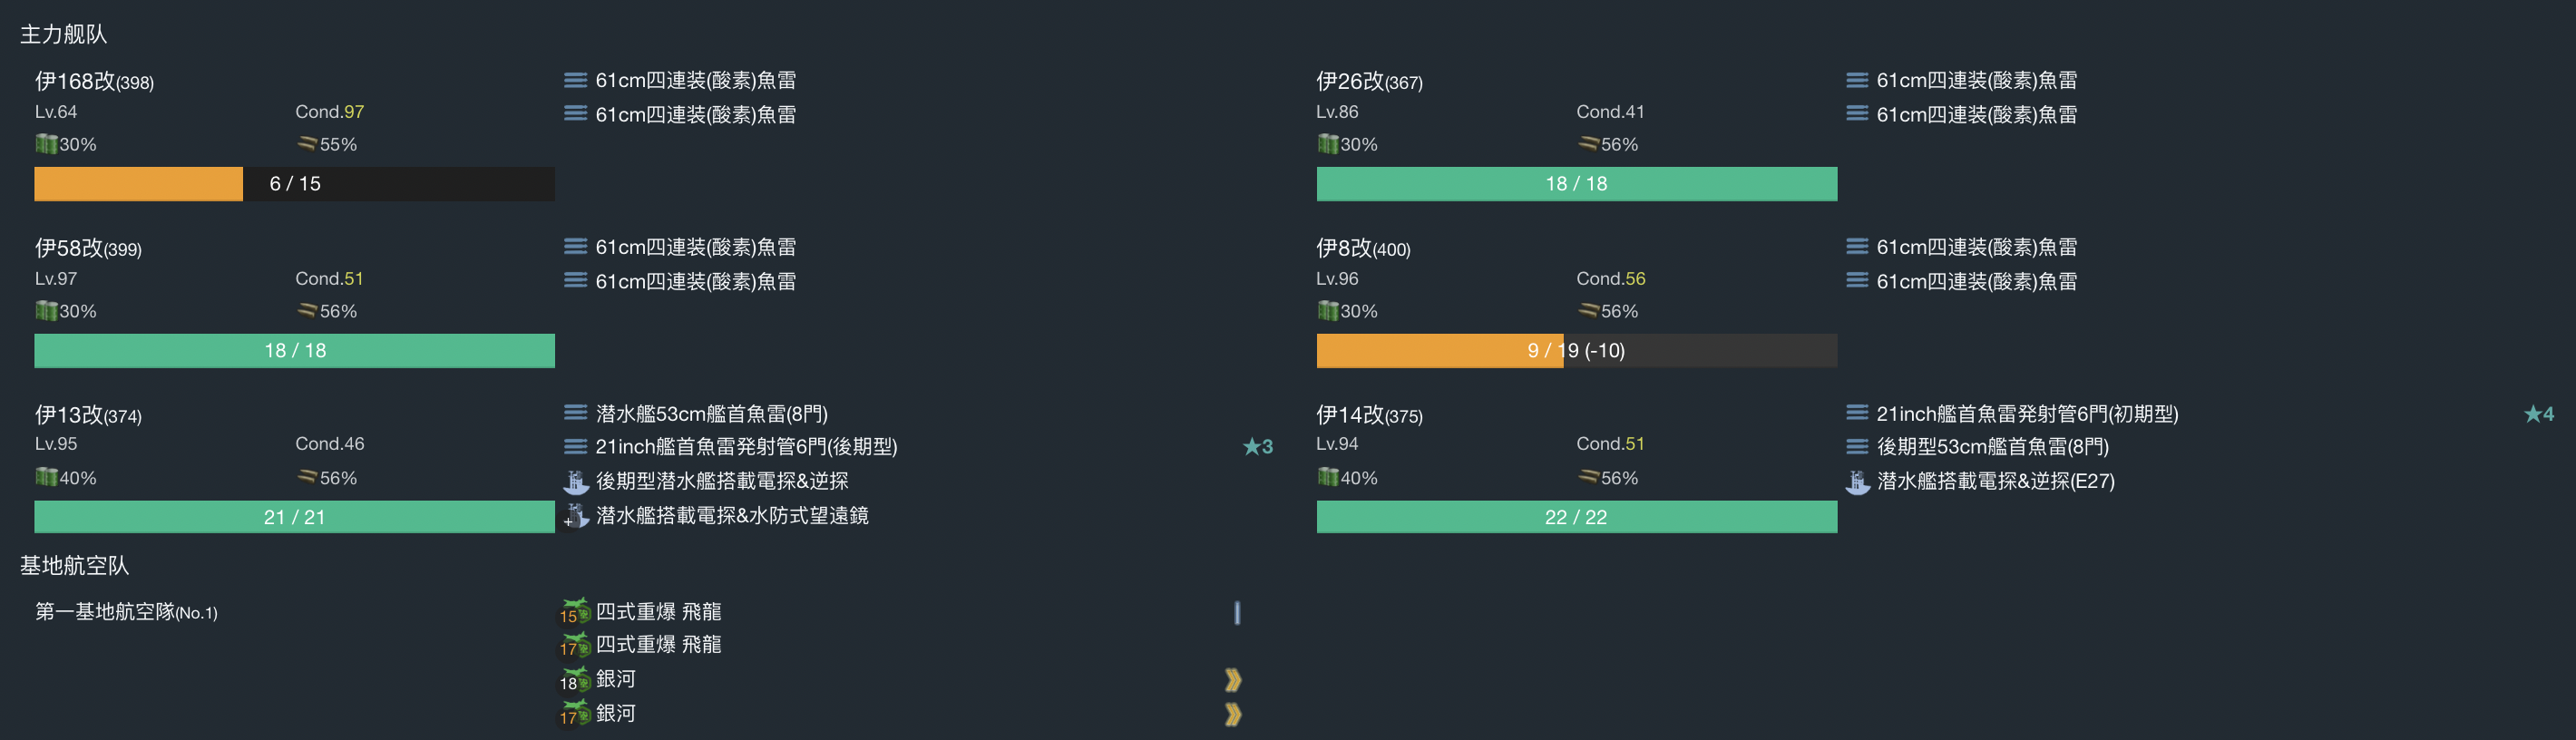 主力舰队
伊168改(398)
Lv.64 Cond.97
30% 55%
6 / 15
61cm四連装(酸素)魚雷
61cm四連装(酸素)魚雷
伊26改(367)
Lv.86 Cond.41
30% 56%
18 / 18
61cm四連装(酸素)魚雷
61cm四連装(酸素)魚雷
伊58改(399)
Lv.97 Cond.51
30% 56%
18 / 18
61cm四連装(酸素)魚雷
61cm四連装(酸素)魚雷
伊8改(400)
Lv.96 Cond.56
30% 56%
9 / 19 (-10)
61cm四連装(酸素)魚雷
61cm四連装(酸素)魚雷
伊13改(374)
Lv.95 Cond.46
40% 56%
21 / 21
潜水艦53cm艦首魚雷(8門)
21inch艦首魚雷発射管6門(後期型) ★3
後期型潜水艦搭載電探&逆探
+ 潜水艦搭載電探&水防式望遠鏡
伊14改(375)
Lv.94 Cond.51
40% 56%
22 / 22
21inch艦首魚雷発射管6門(初期型) ★4
後期型53cm艦首魚雷(8門)
潜水艦搭載電探&逆探(E27)
基地航空队
第一基地航空隊(No.1)
15 四式重爆 飛龍
17 四式重爆 飛龍
18 銀河
17 銀河